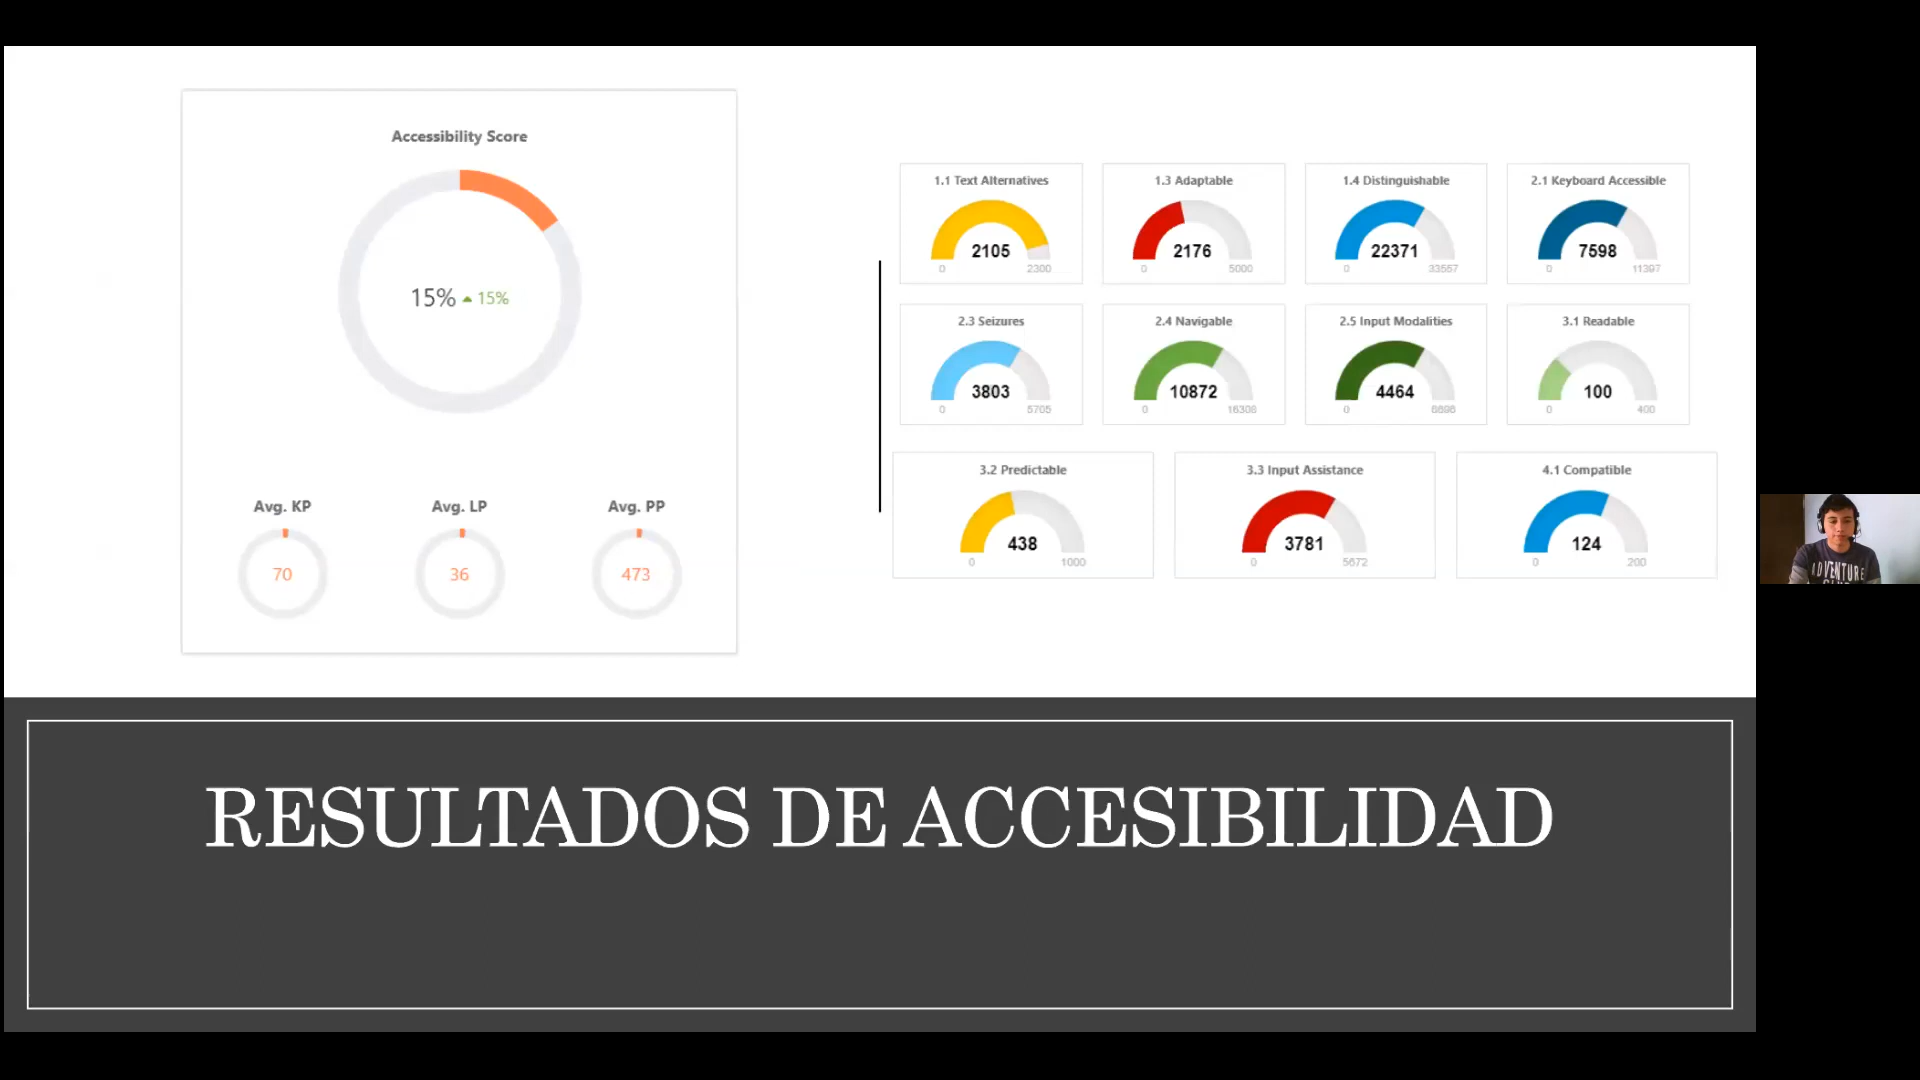 Accessibility Score
15% 15%
Avg. KP Avg. LP Avg. PP
70 36 473
1.1 Text Alternatives
2105
0 2300
1.3 Adaptable
2176
0 5000
1.4 Distinguishable
22371
0 33557
2.1 Keyboard Accessible
7598
0 11397
2.3 Seizures
3803
0 5705
2.4 Navigable
10872
0 16308
2.5 Input Modalities
4464
0
3.1 Readable
100
0 400
3.2 Predictable
438
0 1000
3.3 Input Assistance
3781
0 5672
4.1 Compatible
124
0 200
RESULTADOS DE ACCESIBILIDAD
ADVENTURE